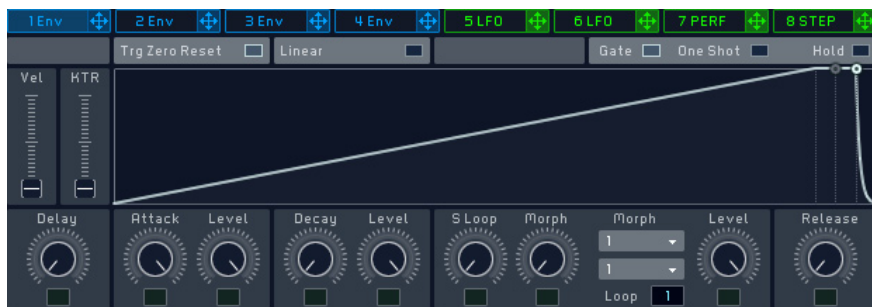 1 Env 2 Env 3 Env 4 Env 5 LFO 6 LFO 7 PERF 8 STEP
Trg Zero Reset Linear Gate One Shot Hold
Vel KTR
Delay Attack Level Decay Level S Loop Morph Morph Level Release
1
1
Loop 1